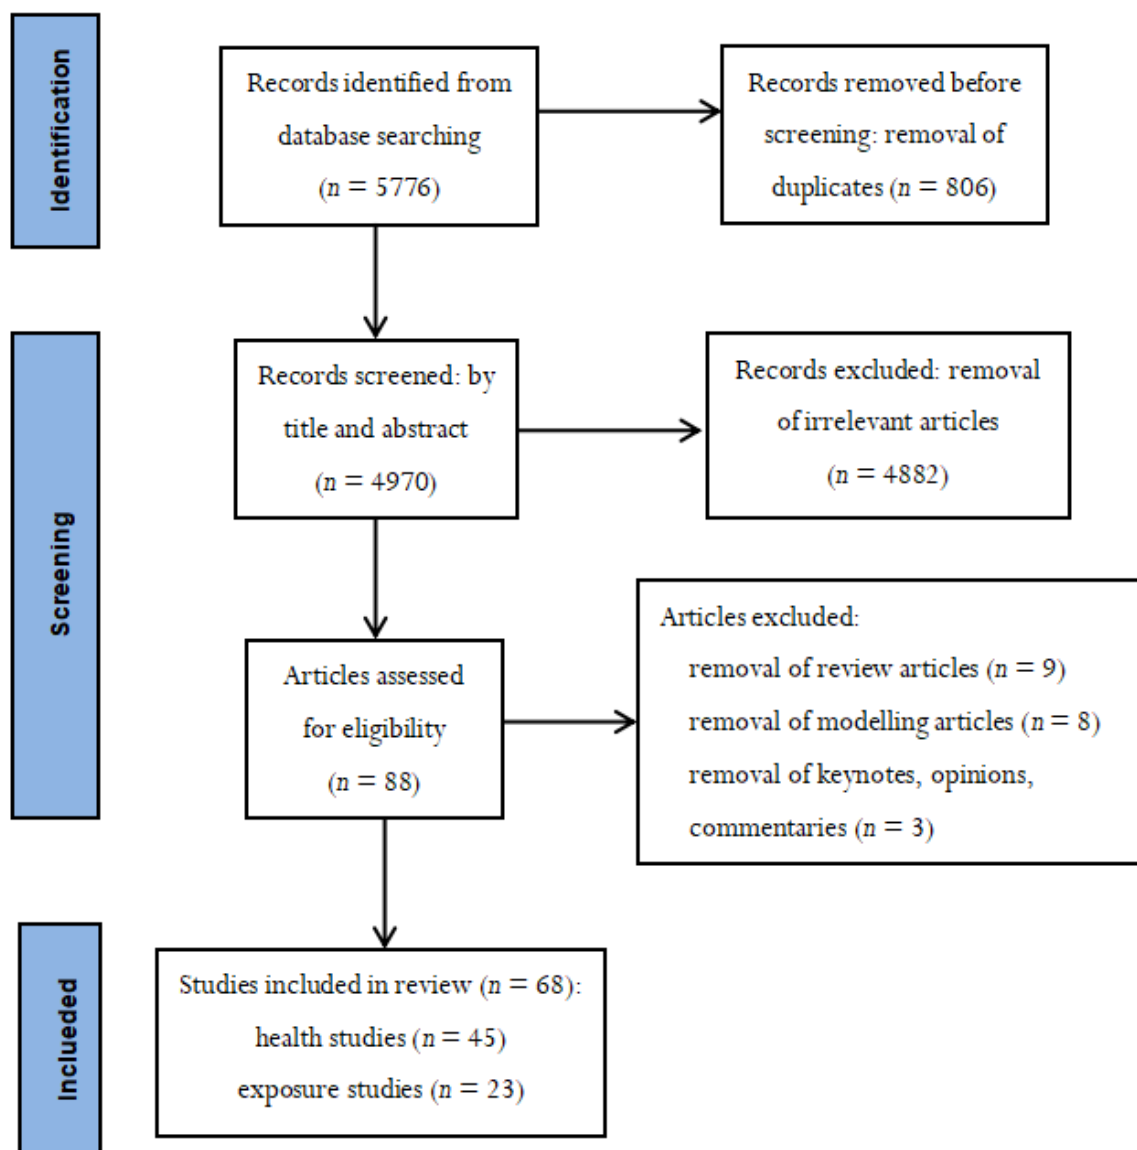 Identification
Records identified from
database searching
(n = 5776)
Records removed before
screening: removal of
duplicates (n = 806)
Screening
Records screened: by
title and abstract
(n = 4970)
Records excluded: removal
of irrelevant articles
(n = 4882)
Articles assessed
for eligibility
(n = 88)
Articles excluded:
removal of review articles (n = 9)
removal of modelling articles (n = 8)
removal of keynotes, opinions,
commentaries (n = 3)
Inclueded
Studies included in review (n = 68):
health studies (n = 45)
exposure studies (n = 23)